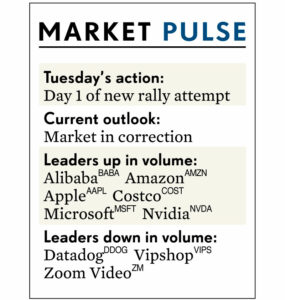 MARKET PULSE
Tuesday's action:
Day 1 of new rally attempt
Current outlook:
Market in correction
Leaders up in volume:
Alibaba BABA Amazon AMZN
Apple AAPL Costco COST
Microsoft MSFT Nvidia NVDA
Leaders down in volume:
Datadog DDOG Vipshop VIPS
Zoom Video ZM